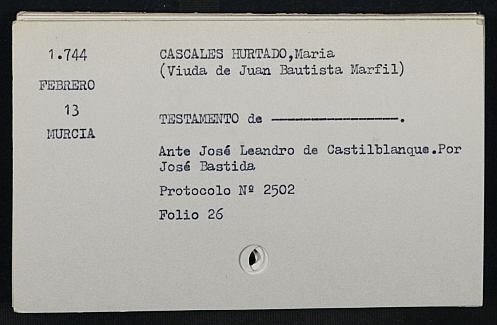 1.744
FEBRERO
13
MURCIA
CASCALES HURTADO,Maria
(Viuda de Juan Bautista Marfil)
TESTAMENTO de ------------------.
Ante José Leandro de Castilblanque.Por
José Bastida
Protocolo Nº 2502
Folio 26